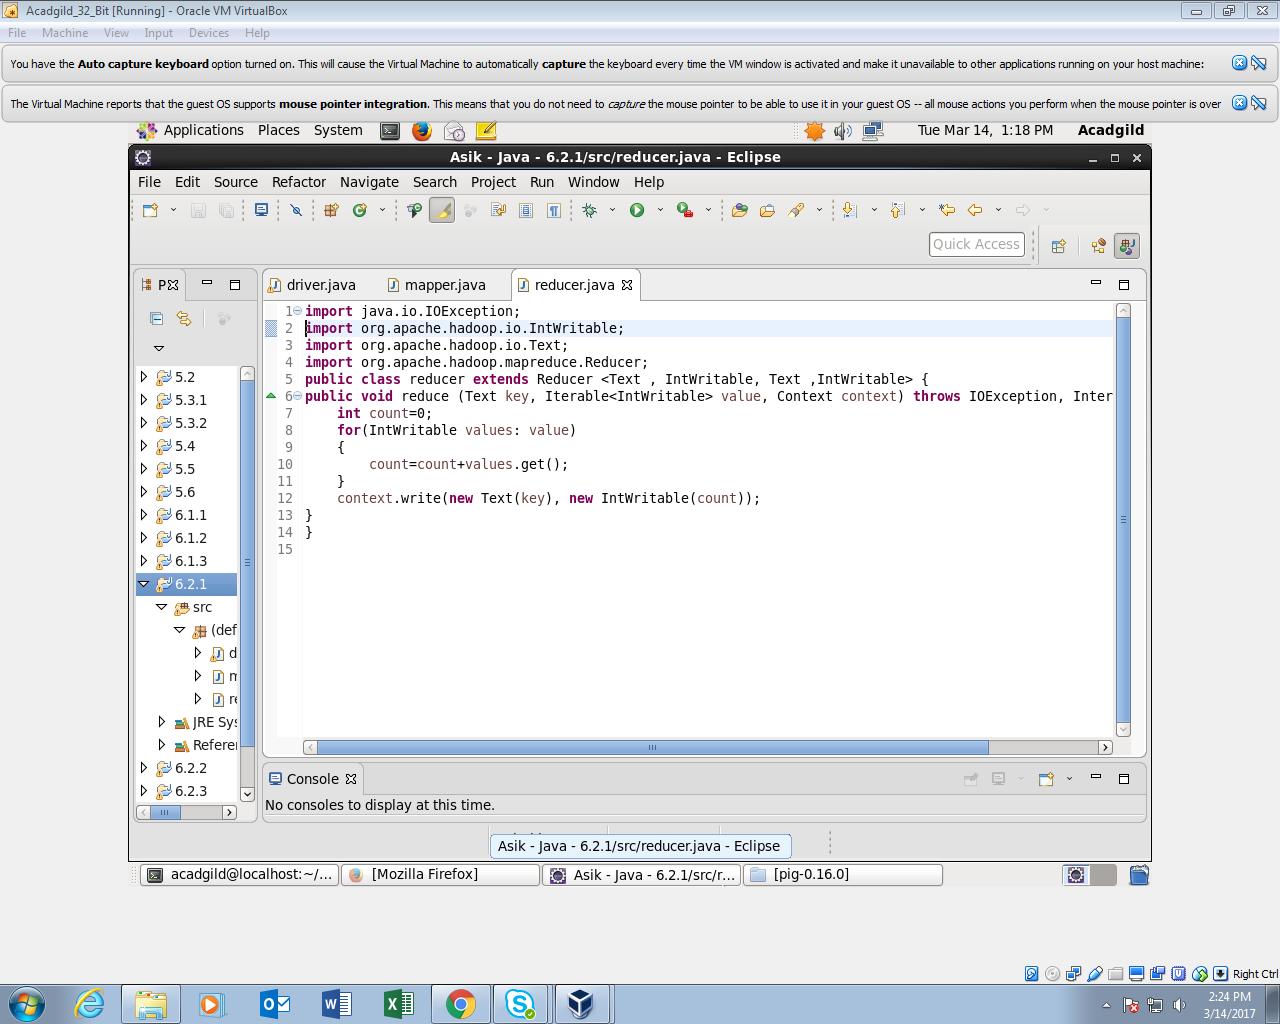 Acadgild_32_Bit [Running] - Oracle VM VirtualBox
File Machine View Input Devices Help
You have the Auto capture keyboard option turned on. This will cause the Virtual Machine to automatically capture the keyboard every time the VM window is activated and make it unavailable to other applications running on your host machine:
The Virtual Machine reports that the guest OS supports mouse pointer integration. This means that you do not need to capture the mouse pointer to be able to use it in your guest OS -- all mouse actions you perform when the mouse pointer is over
Applications Places System Tue Mar 14, 1:18 PM Acadgild
Asik - Java - 6.2.1/src/reducer.java - Eclipse
File Edit Source Refactor Navigate Search Project Run Window Help
Quick Access
P
driver.java mapper.java reducer.java
1 import java.io.IOException;
2 import org.apache.hadoop.io.IntWritable;
3 import org.apache.hadoop.io.Text;
4 import org.apache.hadoop.mapreduce.Reducer;
5 public class reducer extends Reducer <Text , IntWritable, Text ,IntWritable> {
6 public void reduce (Text key, Iterable<IntWritable> value, Context context) throws IOException, Inter
7 int count=0;
8 for(IntWritable values: value)
9 {
10 count=count+values.get();
11 }
12 context.write(new Text(key), new IntWritable(count));
13 }
14 }
15
5.2
5.3.1
5.3.2
5.4
5.5
5.6
6.1.1
6.1.2
6.1.3
6.2.1
src
(def
d
m
re
JRE Sys
Referer
6.2.2
6.2.3
Console
No consoles to display at this time.
Asik - Java - 6.2.1/src/reducer.java - Eclipse
acadgild@localhost:~/... [Mozilla Firefox] Asik - Java - 6.2.1/src/r... [pig-0.16.0]
Right Ctrl
2:24 PM
3/14/2017